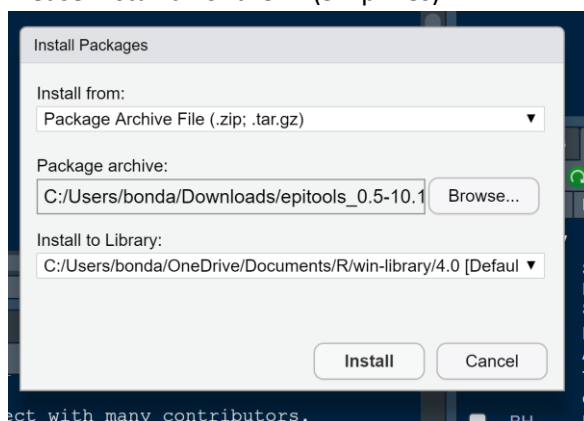 Install Packages
Install from:
Package Archive File (.zip; .tar.gz)
Package archive:
C:/Users/bonda/Downloads/epitools_0.5-10.1
Browse...
Install to Library:
C:/Users/bonda/OneDrive/Documents/R/win-library/4.0 [Defaul
Install
Cancel
ect with many contributors.